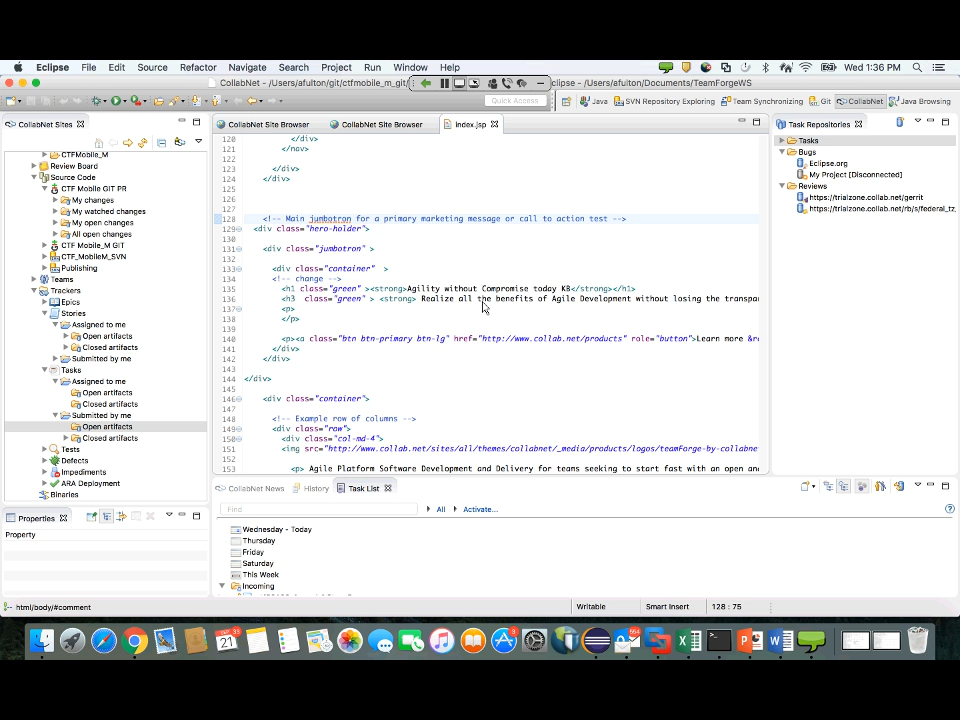 Eclipse File Edit Source Refactor Navigate Search Project Run Window Help Wed 1:36 PM
CollabNet - /Users/afulton/git/ctfmobile_m_git/ clipse - /Users/afulton/Documents/TeamForgeWS
Quick Access Java SVN Repository Exploring Team Synchronizing Git CollabNet Java Browsing
CollabNet Sites
CTFMobile_M
Review Board
Source Code
CTF Mobile GIT PR
My changes
My watched changes
My open changes
All open changes
CTF Mobile_M GIT
CTF_MobileM_SVN
Publishing
Teams
Trackers
Epics
Stories
Assigned to me
Open artifacts
Closed artifacts
Submitted by me
Tasks
Assigned to me
Open artifacts
Closed artifacts
Submitted by me
Open artifacts
Closed artifacts
Tests
Defects
Impediments
ARA Deployment
Binaries
Properties
Property
CollabNet Site Browser CollabNet Site Browser index.jsp
120 </div>
121 </nav>
122
123 </div>
124 </div>
125
126
127
128 <!-- Main jumbotron for a primary marketing message or call to action test -->
129 <div class="hero-holder">
130
131 <div class="jumbotron" >
132
133 <div class="container" >
134 <!-- change -->
135 <h1 class="green" ><strong>Agility without Compromise today KB</strong></h1>
136 <h3 class="green" > <strong> Realize all the benefits of Agile Development without losing the transpar
137 <p>
138 </p>
139
140 <p><a class="btn btn-primary btn-lg" href="http://www.collab.net/products" role="button">Learn more &r
141 </div>
142 </div>
143
144 </div>
145
146 <div class="container">
147
148 <!-- Example row of columns -->
149 <div class="row">
150 <div class="col-md-4">
151 <img src="http://www.collab.net/sites/all/themes/collabnet/_media/products/logos/teamForge-by-collabne
152
153 <p> Agile Platform Software Development and Delivery for teams seeking to start fast with an open and
CollabNet News History Task List
Find All Activate...
Wednesday - Today
Thursday
Friday
Saturday
This Week
Incoming
Task Repositories
Tasks
Bugs
Eclipse.org
My Project [Disconnected]
Reviews
https://trialzone.collab.net/gerrit
https://trialzone.collab.net/rb/s/federal_tz
html/body/#comment Writable Smart Insert 128 : 75